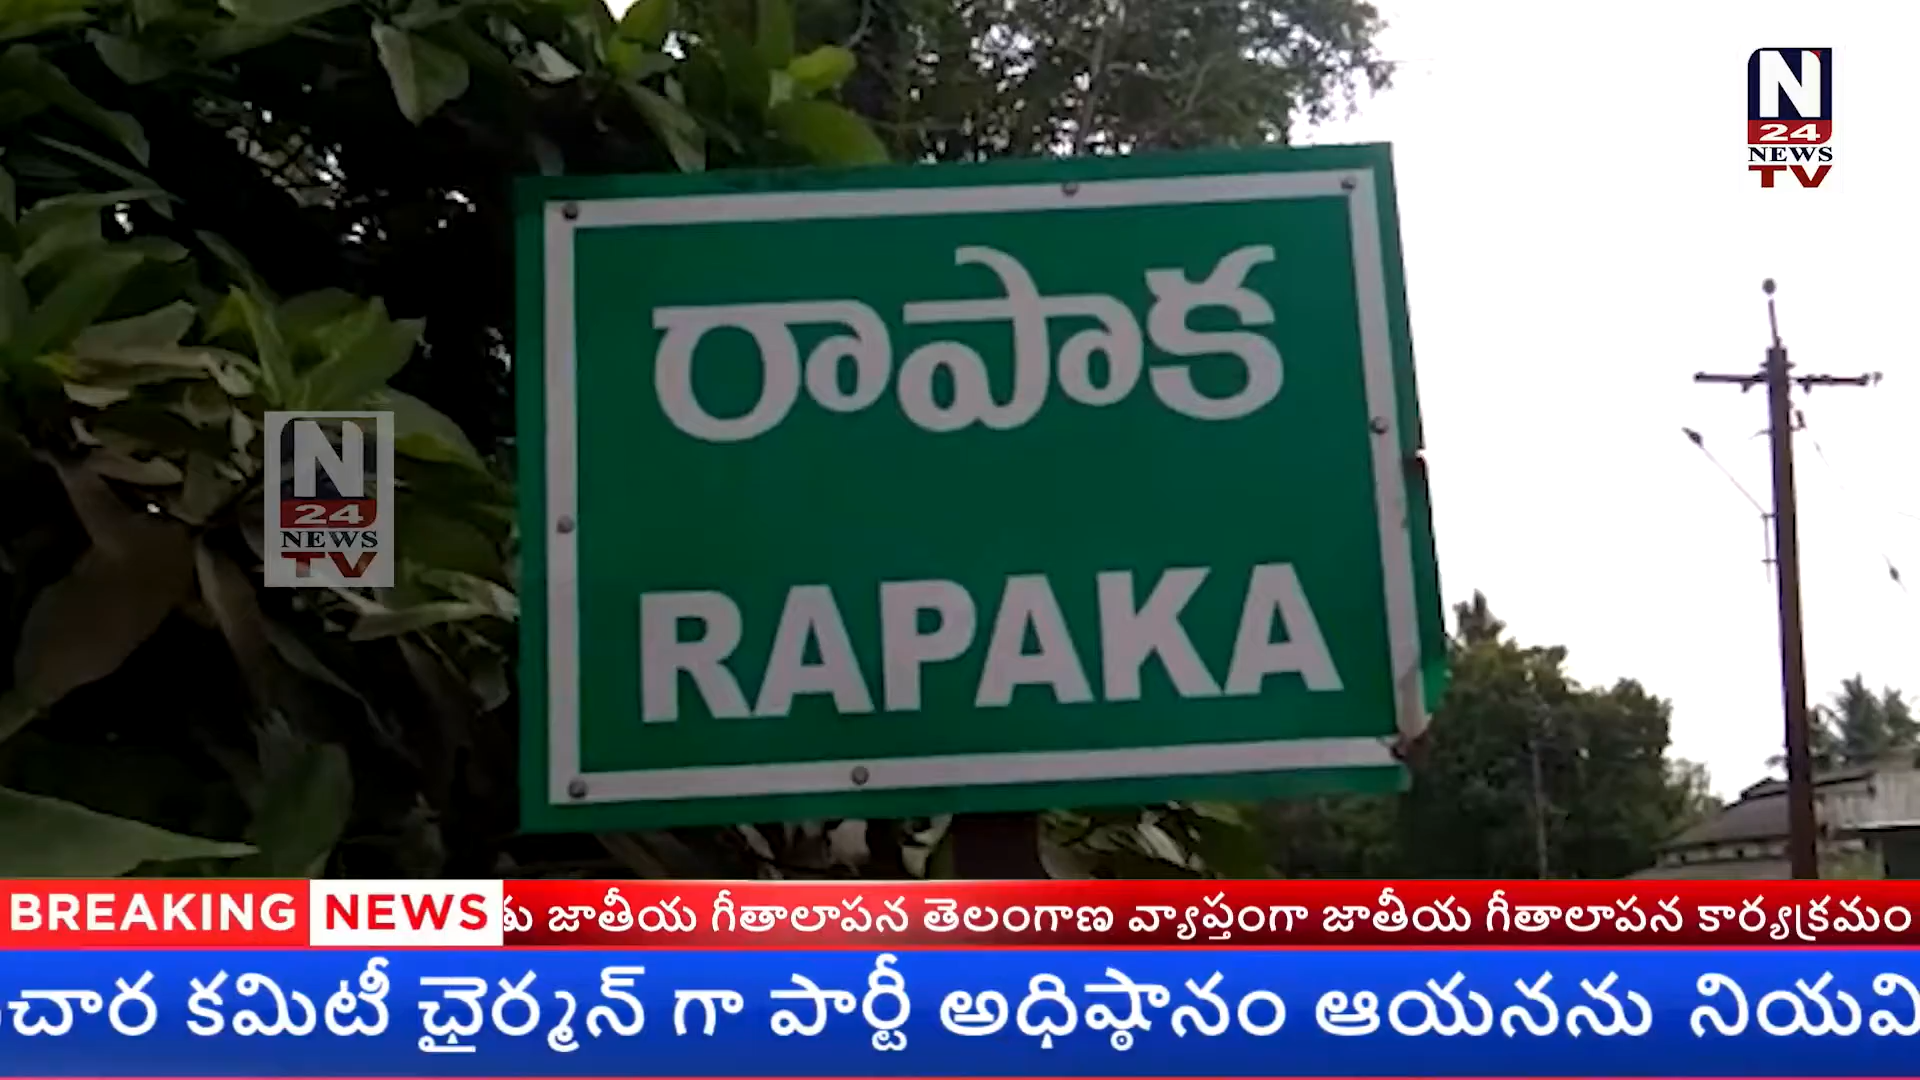 N
24
NEWS
TV
రాపాక
RAPAKA
N
24
NEWS
TV
BREAKING NEWS
జాతీయ గీతాలాపన తెలంగాణ వ్యాప్తంగా జాతీయ గీతాలాపన కార్యక్రమం
కమిటీ ఛైర్మన్ గా పార్టీ అధిష్ఠానం ఆయనను